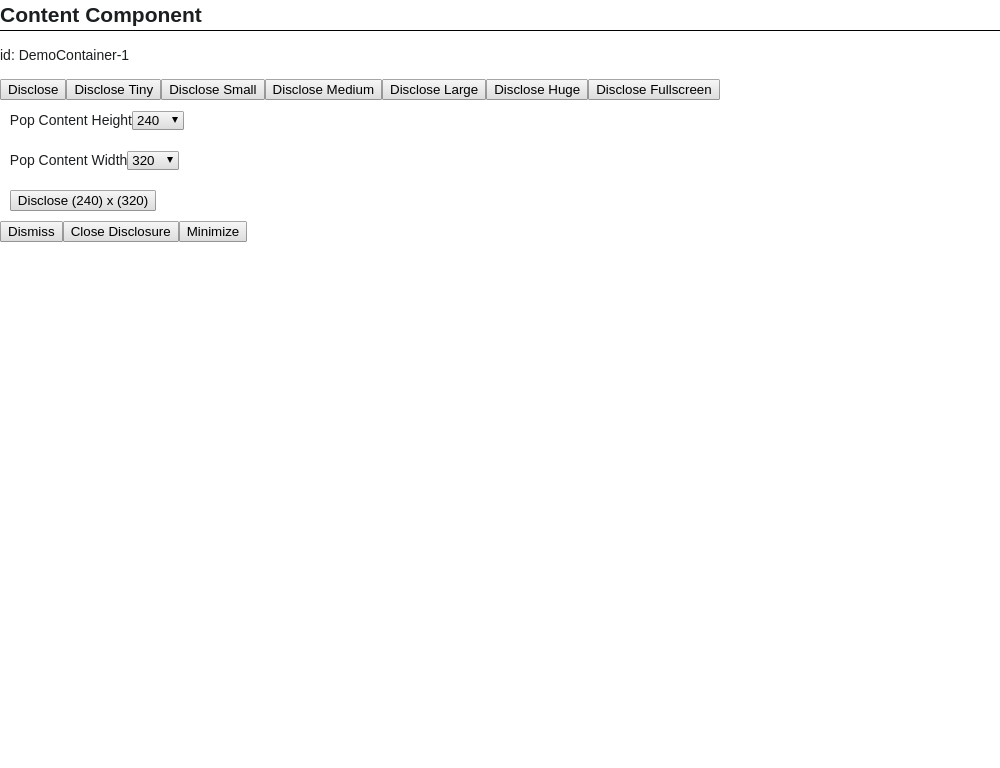 Content Component
id: DemoContainer-1
Disclose Disclose Tiny Disclose Small Disclose Medium Disclose Large Disclose Huge Disclose Fullscreen
Pop Content Height 240
Pop Content Width 320
Disclose (240) x (320)
Dismiss Close Disclosure Minimize